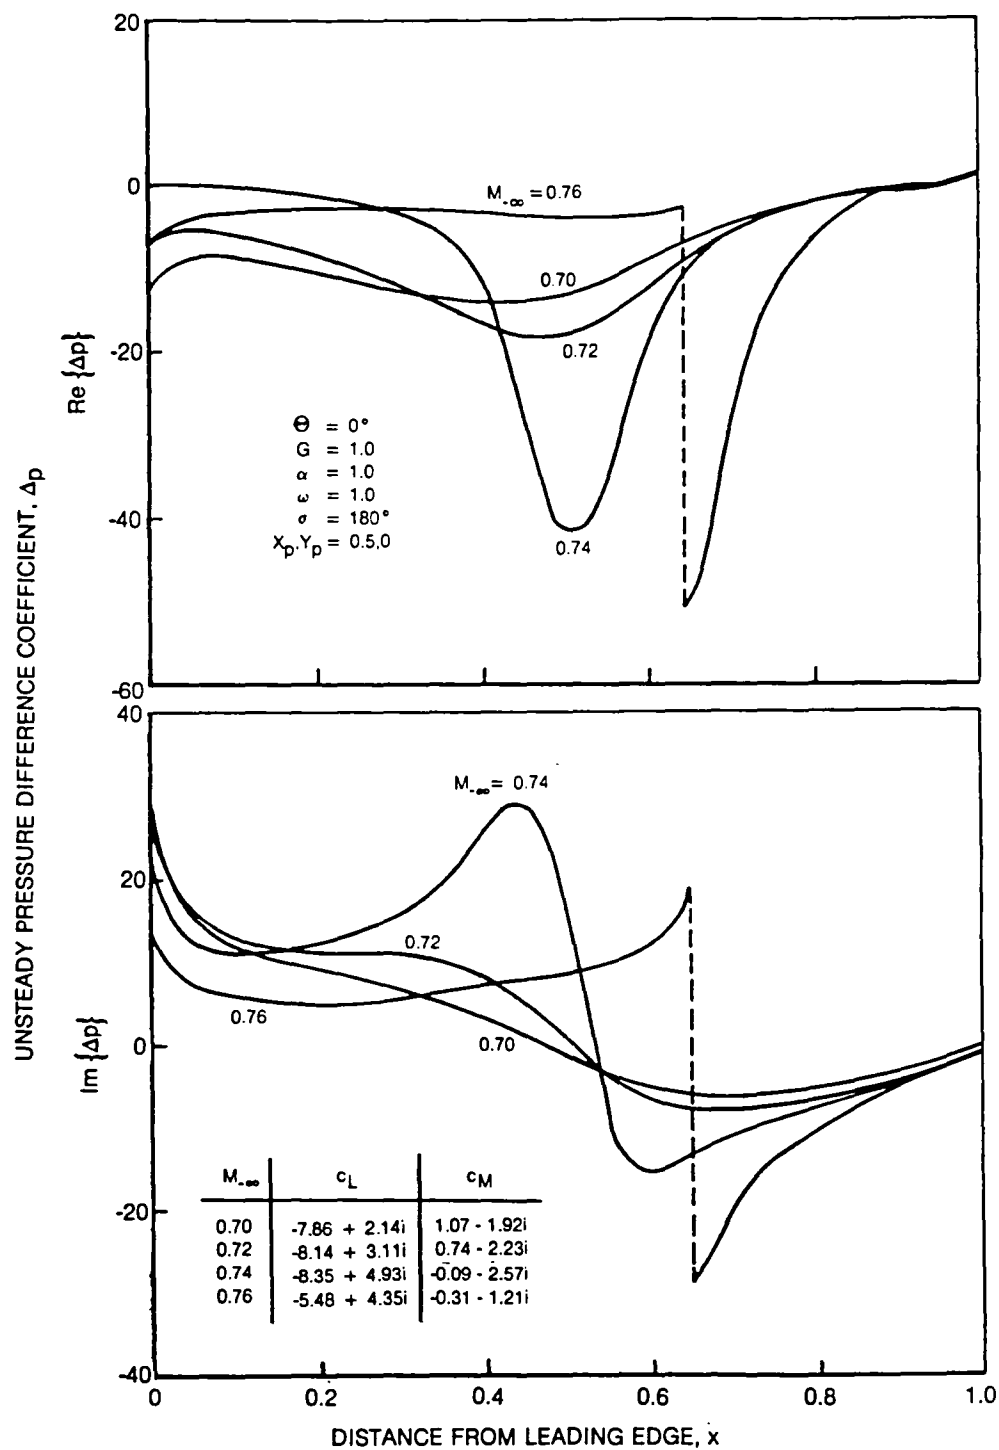 UNSTEADY PRESSURE DIFFERENCE COEFFICIENT, Δp
Re {Δp}
20
0
-20
-40
-60
M-∞ = 0.76
0.70
0.72
0.74
Θ = 0°
G = 1.0
α = 1.0
ω = 1.0
σ = 180°
Xp.Yp = 0.5,0
Im {Δp}
40
20
0
-20
-40
M-∞ = 0.74
0.72
0.76
0.70
M-∞ cL cM
0.70 -7.86 + 2.14i 1.07 - 1.92i
0.72 -8.14 + 3.11i 0.74 - 2.23i
0.74 -8.35 + 4.93i -0.09 - 2.57i
0.76 -5.48 + 4.35i -0.31 - 1.21i
0 0.2 0.4 0.6 0.8 1.0
DISTANCE FROM LEADING EDGE, x